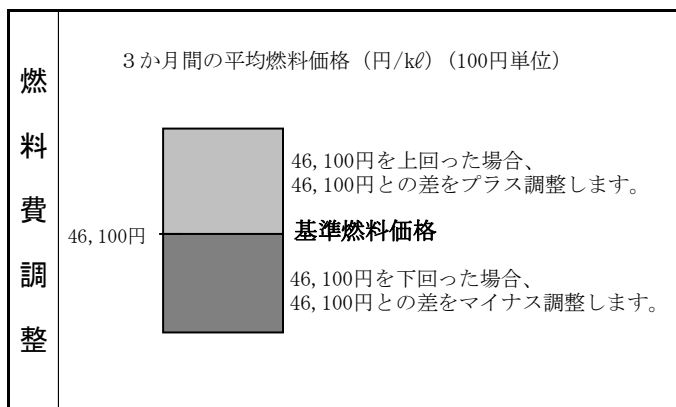 燃料費調整
3か月間の平均燃料価格（円/kℓ）(100円単位)
46,100円を上回った場合、
46,100円との差をプラス調整します。
46,100円
基準燃料価格
46,100円を下回った場合、
46,100円との差をマイナス調整します。